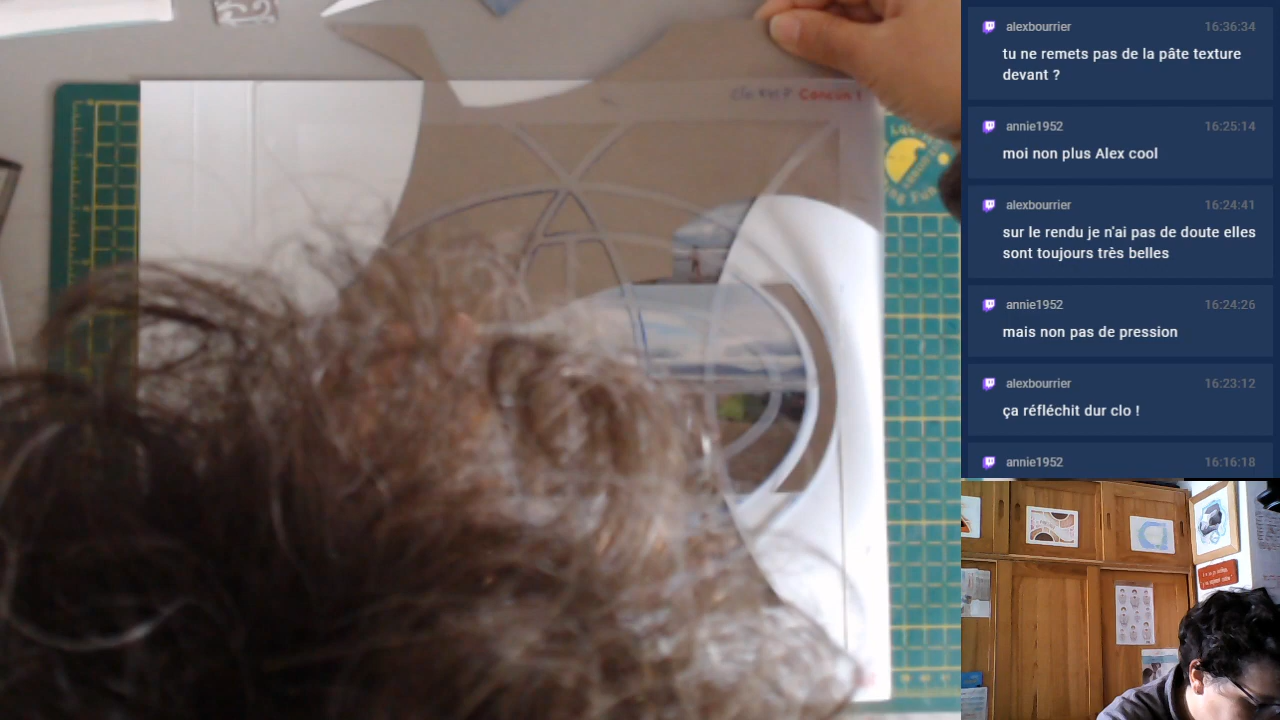 alexbourrier 16:36:34
tu ne remets pas de la pâte texture
devant ?
annie1952 16:25:14
moi non plus Alex cool
alexbourrier 16:24:41
sur le rendu je n'ai pas de doute elles
sont toujours très belles
annie1952 16:24:26
mais non pas de pression
alexbourrier 16:23:12
ça réfléchit dur clo !
annie1952 16:16:18